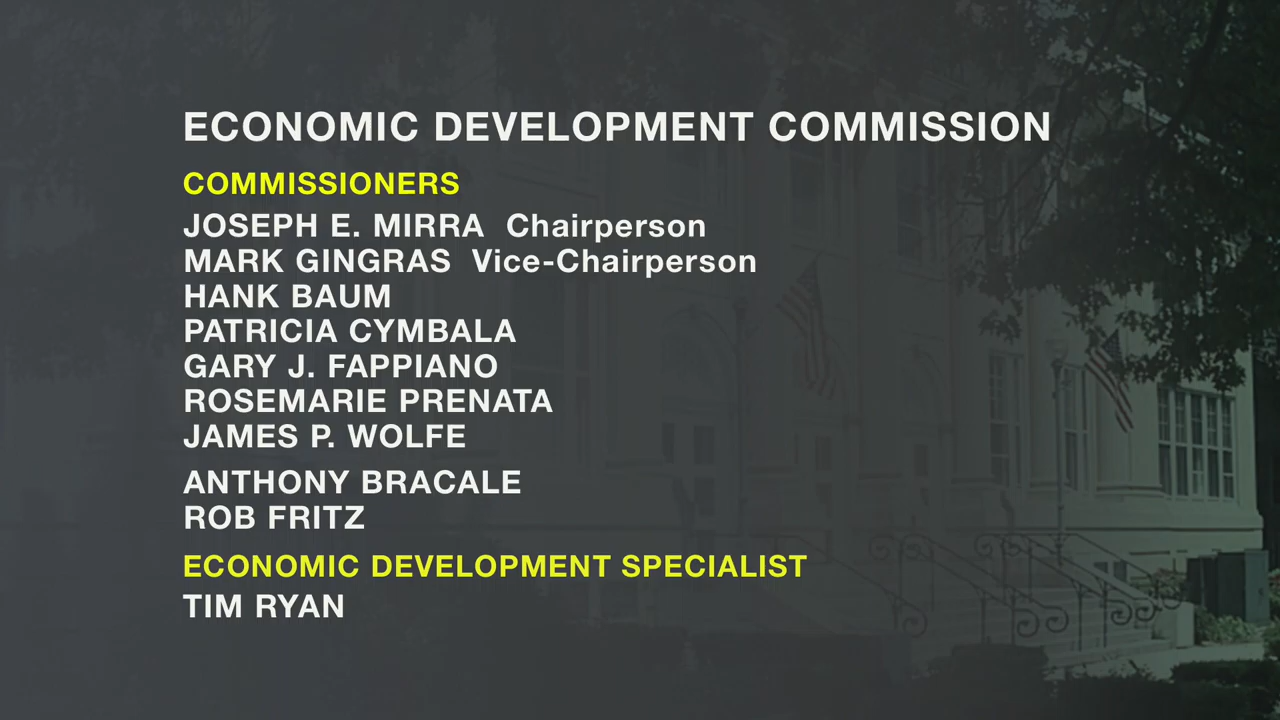 ECONOMIC DEVELOPMENT COMMISSION
COMMISSIONERS
JOSEPH E. MIRRA Chairperson
MARK GINGRAS Vice-Chairperson
HANK BAUM
PATRICIA CYMBALA
GARY J. FAPPIANO
ROSEMARIE PRENATA
JAMES P. WOLFE
ANTHONY BRACALE
ROB FRITZ
ECONOMIC DEVELOPMENT SPECIALIST
TIM RYAN